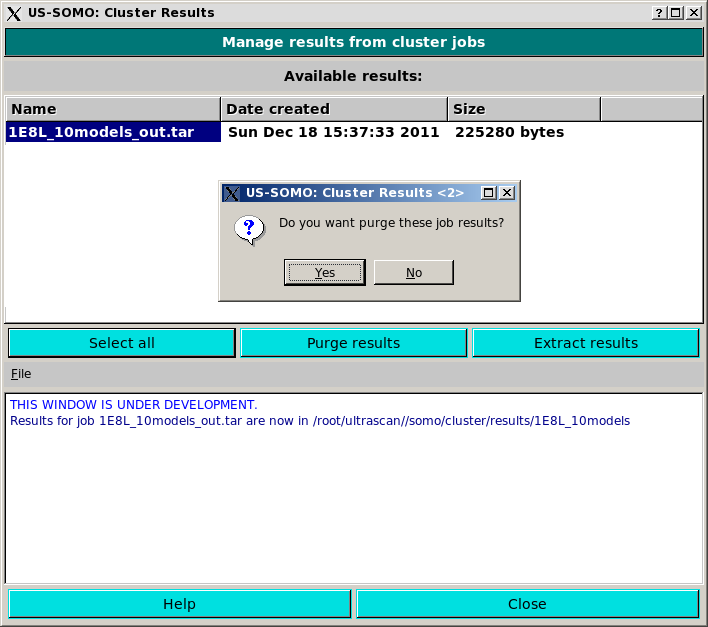 US-SOMO: Cluster Results
Manage results from cluster jobs
Available results:
Name Date created Size
1E8L_10models_out.tar Sun Dec 18 15:37:33 2011 225280 bytes
US-SOMO: Cluster Results <2>
?
Do you want purge these job results?
Yes No
Select all Purge results Extract results
File
THIS WINDOW IS UNDER DEVELOPMENT.
Results for job 1E8L_10models_out.tar are now in /root/ultrascan//somo/cluster/results/1E8L_10models
Help Close